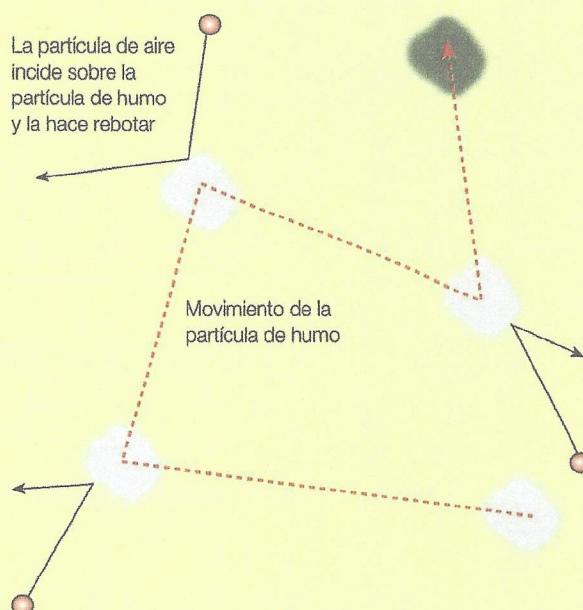 La partícula de aire
incide sobre la
partícula de humo
y la hace rebotar
Movimiento de la
partícula de humo